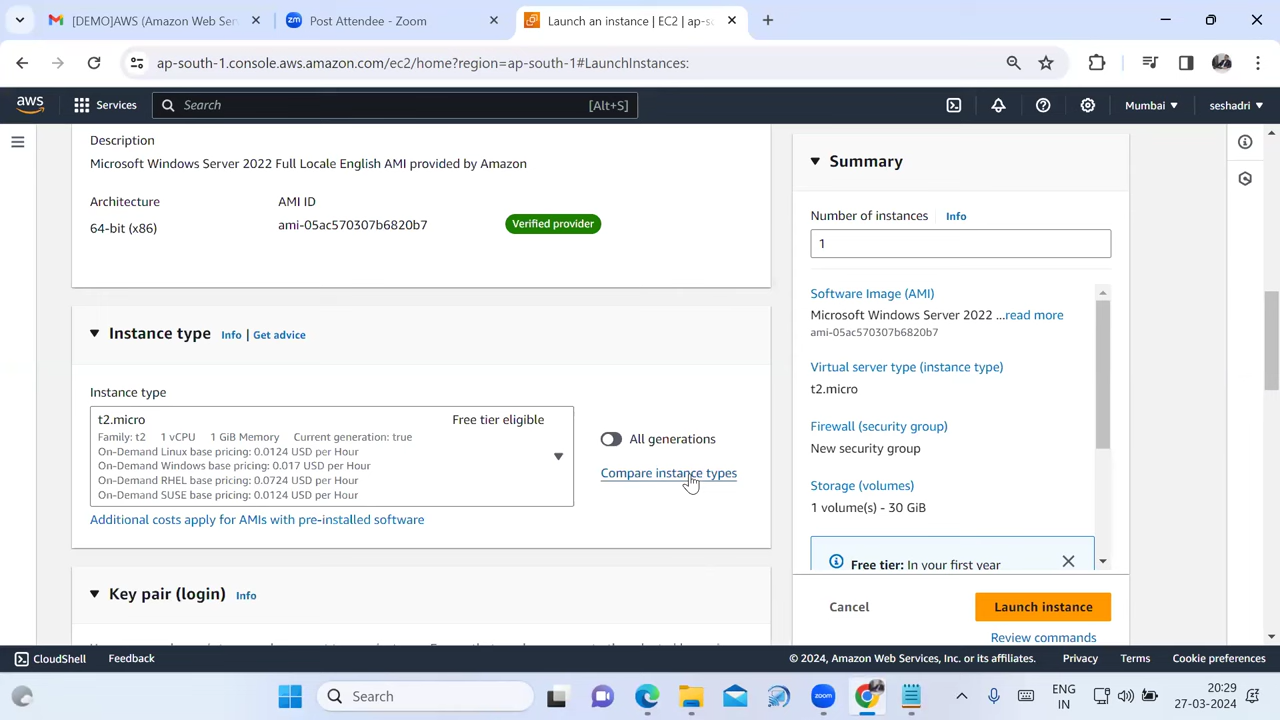 [DEMO]AWS (Amazon Web Ser
Post Attendee - Zoom
Launch an instance | EC2 | ap-so
ap-south-1.console.aws.amazon.com/ec2/home?region=ap-south-1#LaunchInstances:
aws
Services
Search
[Alt+S]
Mumbai
seshadri
Description
Microsoft Windows Server 2022 Full Locale English AMI provided by Amazon
Architecture
AMI ID
64-bit (x86)
ami-05ac570307b6820b7
Verified provider
Instance type
Info | Get advice
Instance type
t2.micro
Free tier eligible
Family: t2 1 vCPU 1 GiB Memory Current generation: true
On-Demand Linux base pricing: 0.0124 USD per Hour
On-Demand Windows base pricing: 0.017 USD per Hour
On-Demand RHEL base pricing: 0.0724 USD per Hour
On-Demand SUSE base pricing: 0.0124 USD per Hour
All generations
Compare instance types
Additional costs apply for AMIs with pre-installed software
Key pair (login)
Info
Summary
Number of instances
Info
1
Software Image (AMI)
Microsoft Windows Server 2022 ...read more
ami-05ac570307b6820b7
Virtual server type (instance type)
t2.micro
Firewall (security group)
New security group
Storage (volumes)
1 volume(s) - 30 GiB
Free tier: In your first year
Cancel
Launch instance
Review commands
CloudShell
Feedback
© 2024, Amazon Web Services, Inc. or its affiliates.
Privacy
Terms
Cookie preferences
Search
zoom
ENG
IN
20:29
27-03-2024